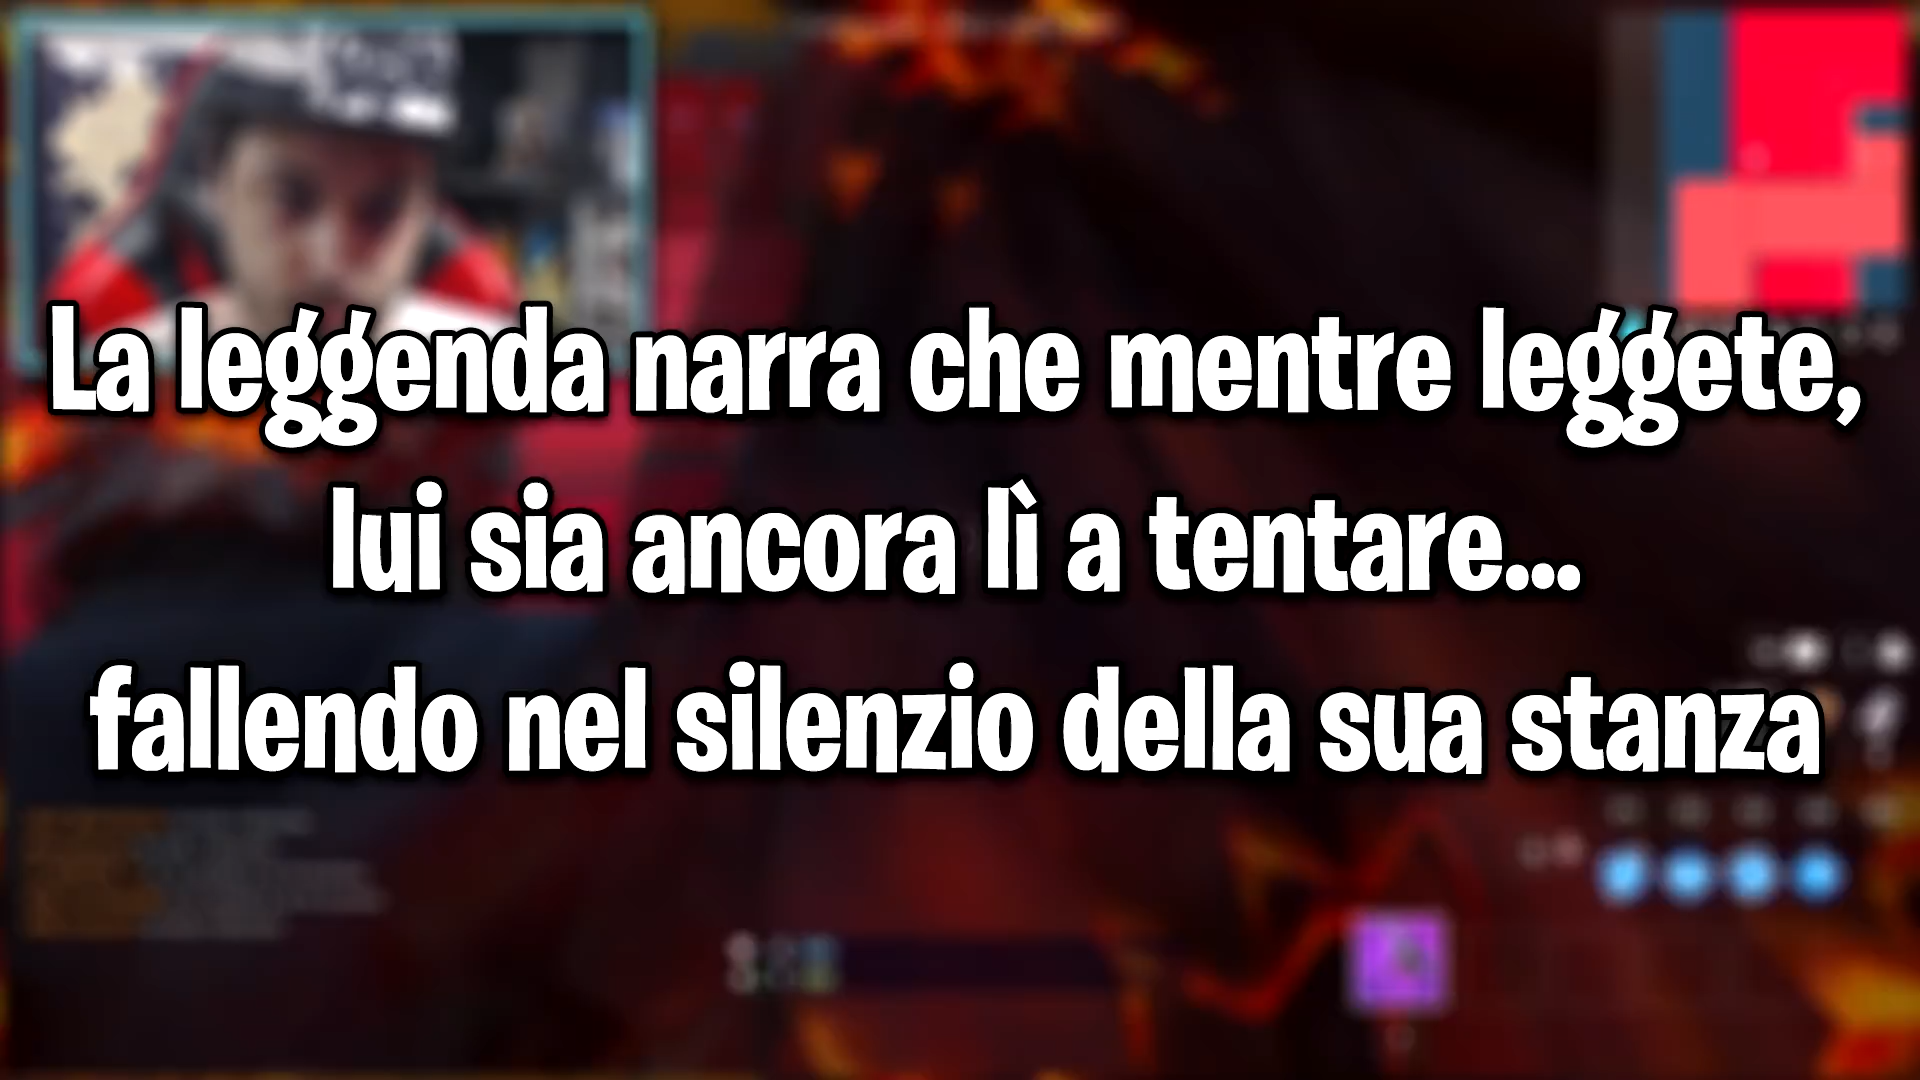 La leggenda narra che mentre leggete,
lui sia ancora lì a tentare...
fallendo nel silenzio della sua stanza